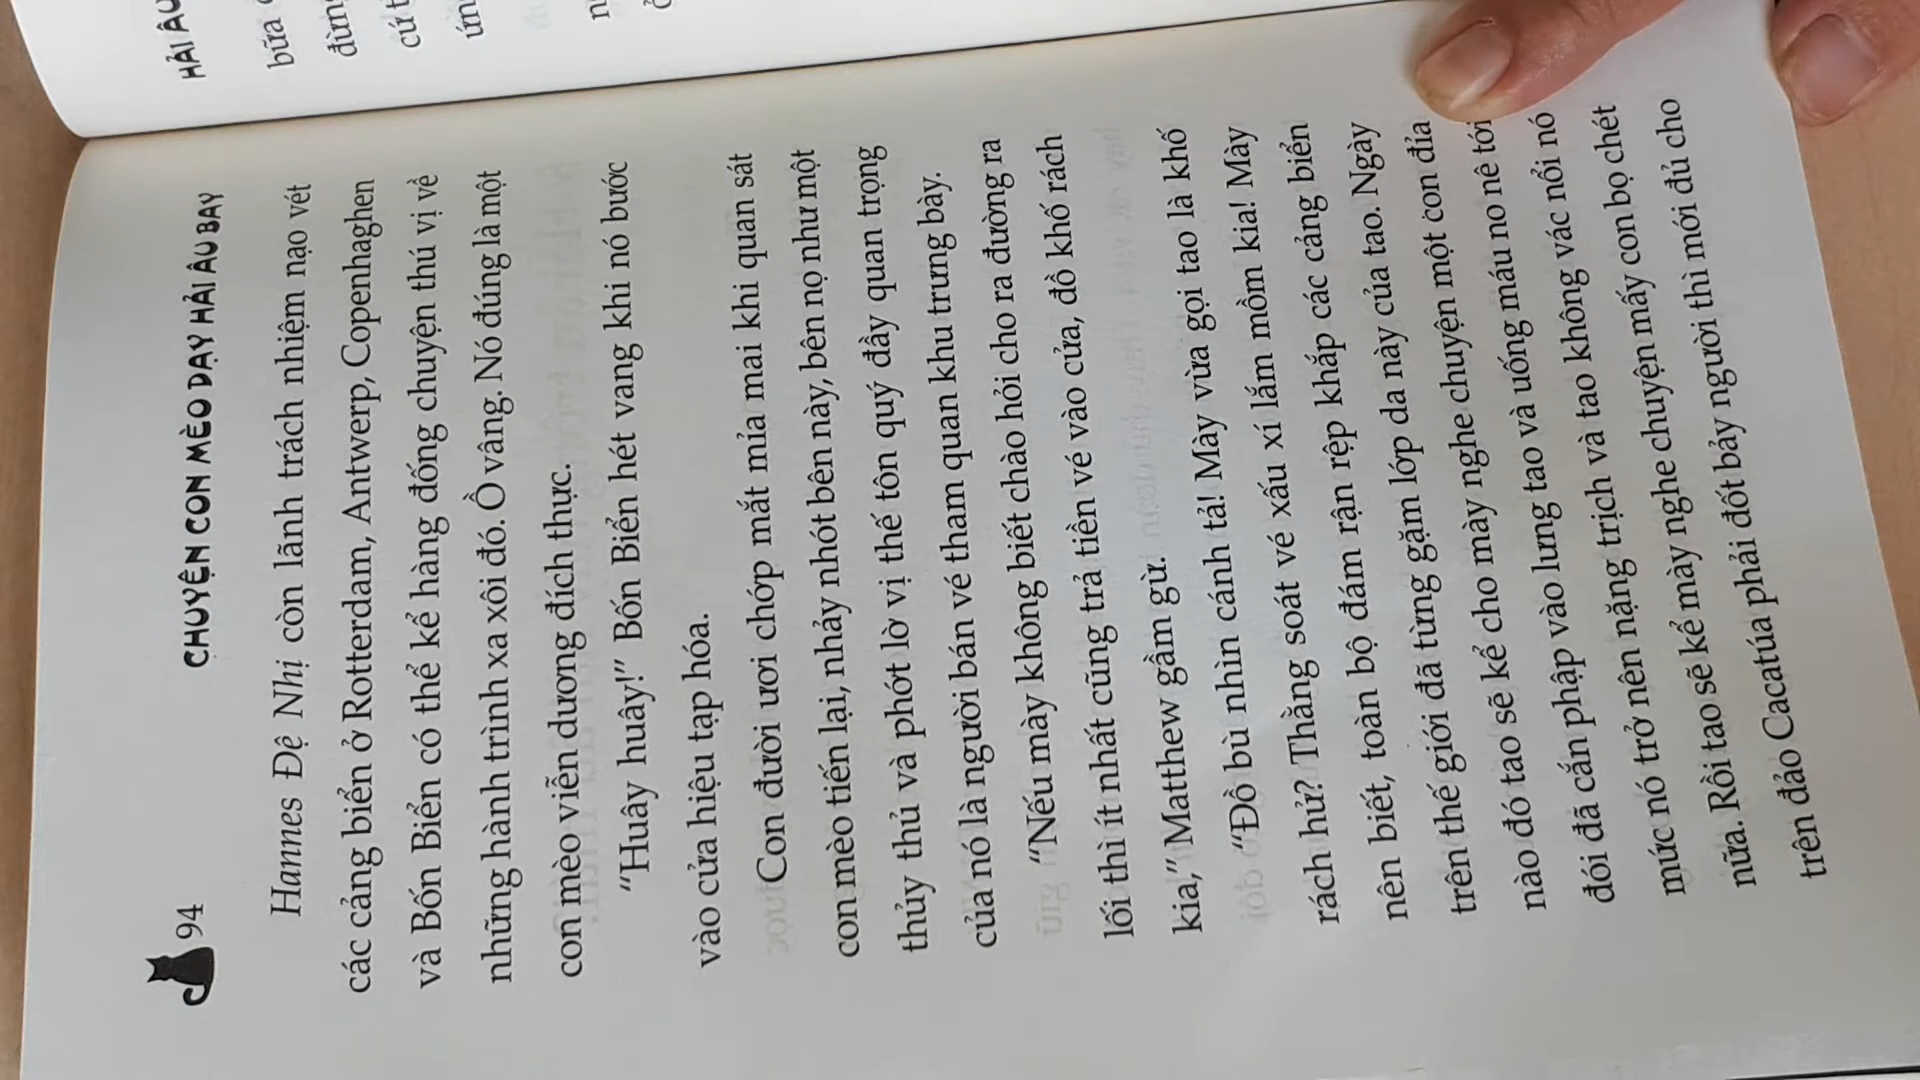 94
CHUYỆN CON MÈO DẠY HẢI ÂU BAY
Hannes Đệ Nhị còn lãnh trách nhiệm nạo vét
các cảng biển ở Rotterdam, Antwerp, Copenhaghen
và Bốn Biển có thể kể hàng đống chuyện thú vị về
những hành trình xa xôi đó. Ồ vâng. Nó đúng là một
con mèo viễn dương đích thực.
“Huây huây!” Bốn Biển hét vang khi nó bước
vào cửa hiệu tạp hóa.
Con đười ươi chớp mắt mỉa mai khi quan sát
con mèo tiến lại, nhảy nhót bên này, bên nọ như một
thủy thủ và phớt lờ vị thế tôn quý đầy quan trọng
của nó là người bán vé tham quan khu trưng bày.
“Nếu mày không biết chào hỏi cho ra đường ra
lối thì ít nhất cũng trả tiền vé vào cửa, đồ khố rách
kia,” Matthew gầm gừ.
“Đồ bù nhìn cánh tả! Mày vừa gọi tao là khố
rách hử? Thằng soát vé xấu xí lắm mồm kia! Mày
nên biết, toàn bộ đám rận rệp khắp các cảng biển
trên thế giới đã từng gặm lóp da này của tao. Ngày
nào đó tao sẽ kể cho mày nghe chuyện một con đỉa
đói đã cắn phập vào lưng tao và uống máu no nê tới
mức nó trở nên nặng trịch và tao không vác nổi nó
nữa. Rồi tao sẽ kể mày nghe chuyện mấy con bọ chét
trên đảo Cacatúa phải đốt bảy người thì mới đủ cho
HẢI ÂU
bữa
cứ t